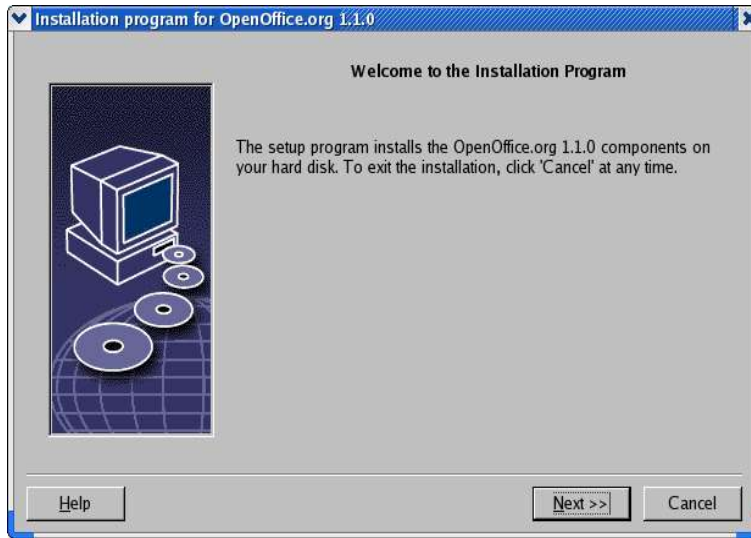 Installation program for OpenOffice.org 1.1.0
Welcome to the Installation Program
The setup program installs the OpenOffice.org 1.1.0 components on
your hard disk. To exit the installation, click 'Cancel' at any time.
Help
Next >>
Cancel